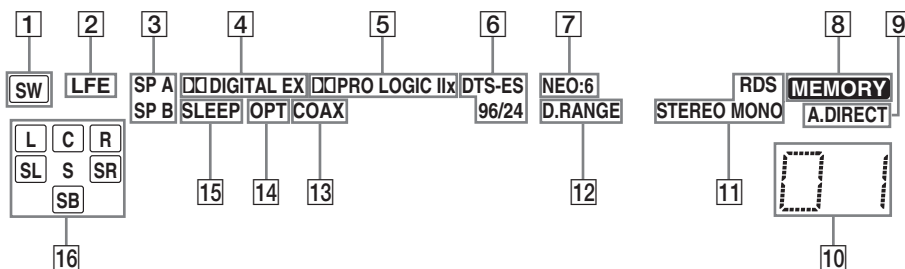 1 2 3 4 5 6 7 8 9
SW LFE SP A DIGITAL EX PRO LOGIC IIx DTS-ES NEO:6 RDS MEMORY
SP B SLEEP OPT COAX 96/24 D.RANGE STEREO MONO A.DIRECT
L C R
SL S SR
SB
15 14 13 12 11
01
16 10